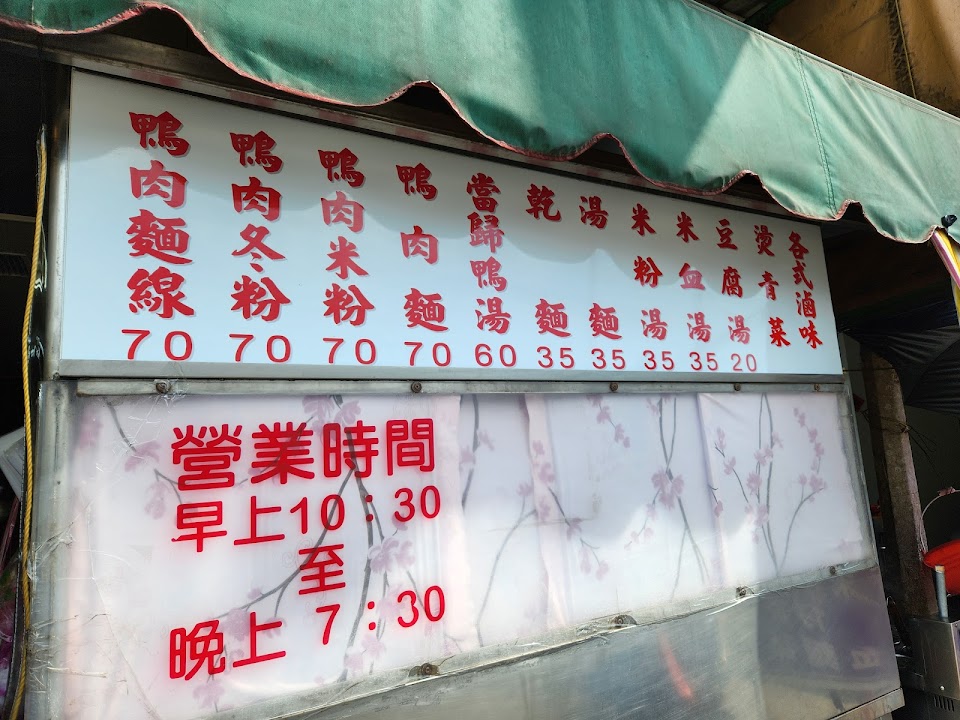 鴨肉麵線 70
鴨肉冬粉 70
鴨肉米粉 70
鴨肉麵 70
當歸鴨湯 60
乾麵 35
湯麵 35
米粉湯 35
米血湯 35
豆腐湯 20
燙青菜
各式滷味
營業時間
早上10：30
至
晚上 7：30